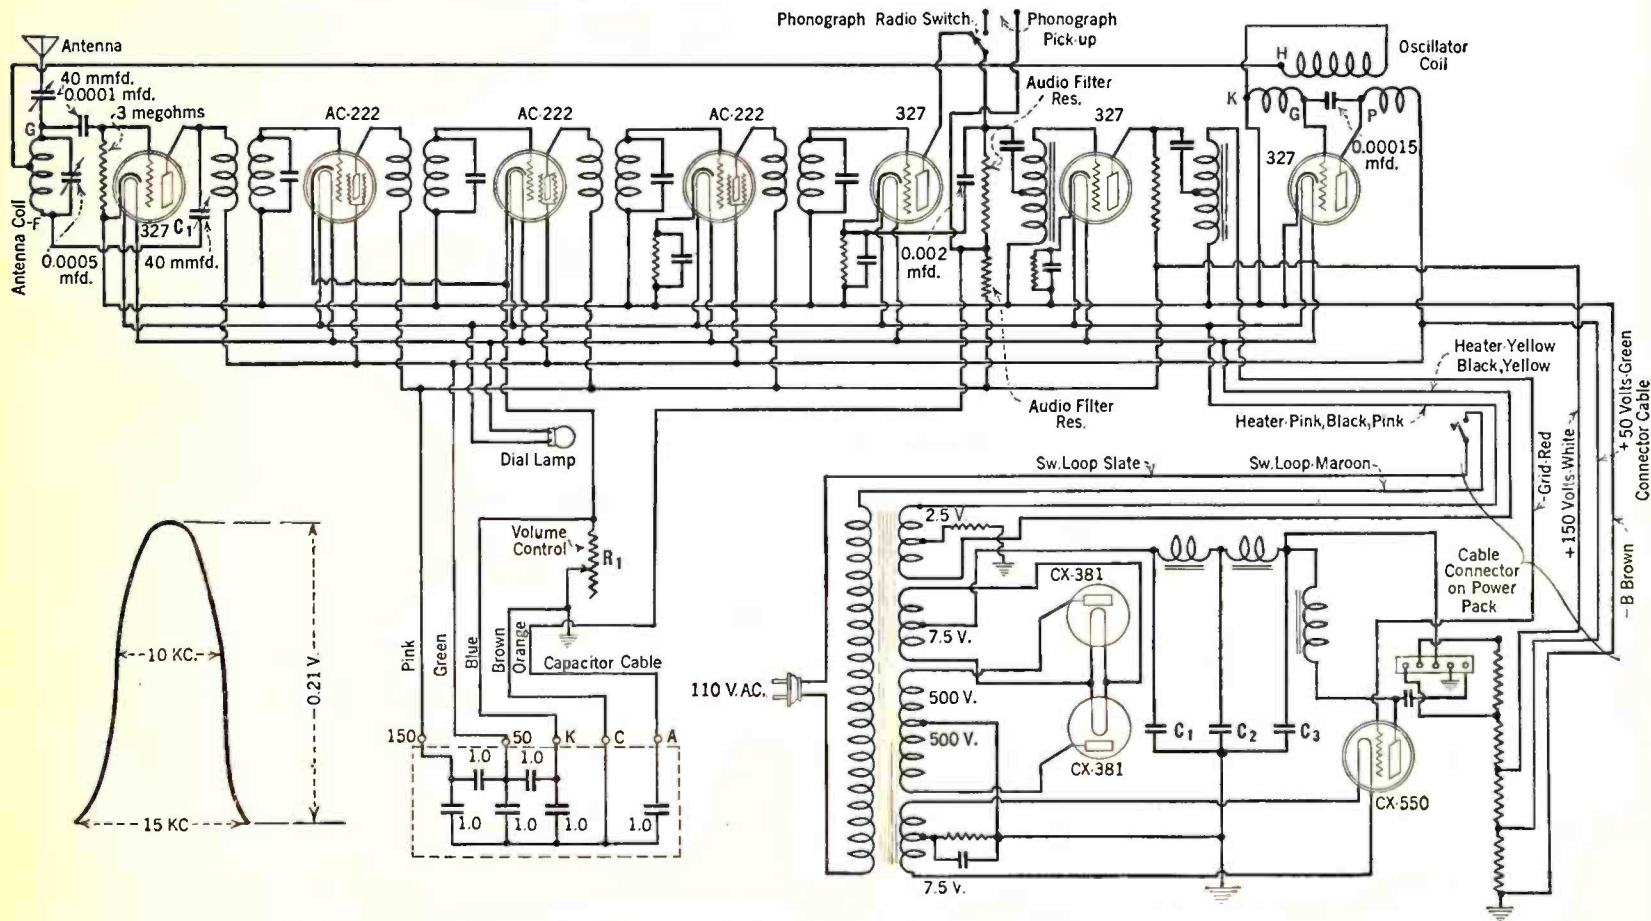 Phonograph Radio Switch
Phonograph
Pick-up
Antenna
H
Oscillator
Coil
40 mmfd.
0.0001 mfd.
3 megohms
AC-222
AC-222
AC-222
327
Audio Filter
Res.
327
K
G
P
G
0.00015
mfd.
327
Antenna Coil
F
327
C1
0.0005
mfd.
40 mmfd.
0.002
mfd.
Heater-Yellow
Black, Yellow
Audio Filter
Res.
Heater-Pink, Black, Pink
Dial Lamp
Sw. Loop Slate
Sw. Loop-Maroon
Grid-Red
+150 Volts-White
+50 Volts-Green
Connector Cable
- B Brown
2.5 V.
Volume
Control
R1
CX-381
Cable
Connector
on Power
Pack
10 KC.
0.21 V.
15 KC
Pink
Green
Blue
Brown
Orange
Capacitor Cable
7.5 V.
110 V. AC.
500 V.
500 V.
C1
C2
C3
CX-381
CX-550
150
50
K
C
A
1.0
1.0
1.0
1.0
1.0
1.0
7.5 V.